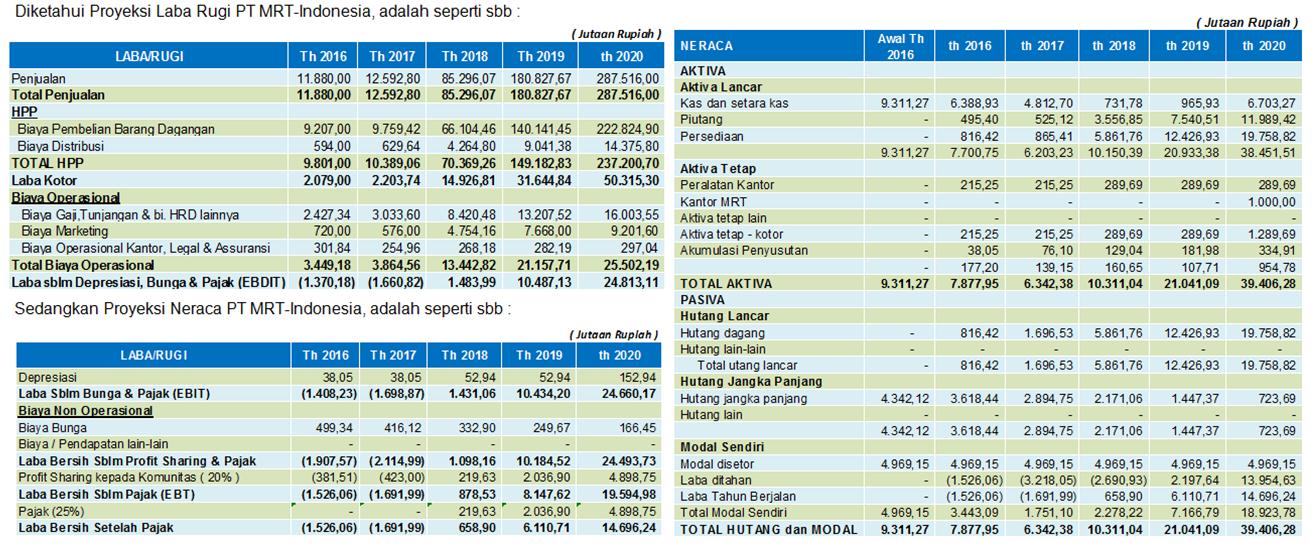 Diketahui Proyeksi Laba Rugi PT MRT-Indonesia, adalah seperti sbb :
( Jutaan Rupiah )
LABA/RUGI Th 2016 Th 2017 Th 2018 Th 2019 th 2020
Penjualan 11.880,00 12.592,80 85.296,07 180.827,67 287.516,00
Total Penjualan 11.880,00 12.592,80 85.296,07 180.827,67 287.516,00
HPP
Biaya Pembelian Barang Dagangan 9.207,00 9.759,42 66.104,46 140.141,45 222.824,90
Biaya Distribusi 594,00 629,64 4.264,80 9.041,38 14.375,80
TOTAL HPP 9.801,00 10.389,06 70.369,26 149.182,83 237.200,70
Laba Kotor 2.079,00 2.203,74 14.926,81 31.644,84 50.315,30
Biaya Operasional
Biaya Gaji,Tunjangan & bi. HRD lainnya 2.427,34 3.033,60 8.420,48 13.207,52 16.003,55
Biaya Marketing 720,00 576,00 4.754,16 7.668,00 9.201,60
Biaya Operasional Kantor, Legal & Assuransi 301,84 254,96 268,18 282,19 297,04
Total Biaya Operasional 3.449,18 3.864,56 13.442,82 21.157,71 25.502,19
Laba sblm Depresiasi, Bunga & Pajak (EBDIT) (1.370,18) (1.660,82) 1.483,99 10.487,13 24.813,11
Sedangkan Proyeksi Neraca PT MRT-Indonesia, adalah seperti sbb :
( Jutaan Rupiah )
LABA/RUGI Th 2016 Th 2017 Th 2018 Th 2019 th 2020
Depresiasi 38,05 38,05 52,94 52,94 152,94
Laba Sblm Bunga & Pajak (EBIT) (1.408,23) (1.698,87) 1.431,06 10.434,20 24.660,17
Biaya Non Operasional
Biaya Bunga 499,34 416,12 332,90 249,67 166,45
Biaya / Pendapatan lain-lain - - - - -
Laba Bersih Sblm Profit Sharing & Pajak (1.907,57) (2.114,99) 1.098,16 10.184,52 24.493,73
Profit Sharing kepada Komunitas ( 20% ) (381,51) (423,00) 219,63 2.036,90 4.898,75
Laba Bersih Sblm Pajak (EBT) (1.526,06) (1.691,99) 878,53 8.147,62 19.594,98
Pajak (25%) - - 219,63 2.036,90 4.898,75
Laba Bersih Setelah Pajak (1.526,06) (1.691,99) 658,90 6.110,71 14.696,24
( Jutaan Rupiah )
NERACA Awal Th 2016 th 2016 th 2017 th 2018 th 2019 th 2020
AKTIVA
Aktiva Lancar
Kas dan setara kas 9.311,27 6.388,93 4.812,70 731,78 965,93 6.703,27
Piutang - 495,40 525,12 3.556,85 7.540,51 11.989,42
Persediaan - 816,42 865,41 5.861,76 12.426,93 19.758,82
9.311,27 7.700,75 6.203,23 10.150,39 20.933,38 38.451,51
Aktiva Tetap
Peralatan Kantor - 215,25 215,25 289,69 289,69 289,69
Kantor MRT - - - - - 1.000,00
Aktiva tetap lain - - - - - -
Aktiva tetap - kotor - 215,25 215,25 289,69 289,69 1.289,69
Akumulasi Penyusutan - 38,05 76,10 129,04 181,98 334,91
- 177,20 139,15 160,65 107,71 954,78
TOTAL AKTIVA 9.311,27 7.877,95 6.342,38 10.311,04 21.041,09 39.406,28
PASIVA
Hutang Lancar
Hutang dagang - 816,42 1.696,53 5.861,76 12.426,93 19.758,82
Hutang lain-lain - - - - - -
Total utang lancar - 816,42 1.696,53 5.861,76 12.426,93 19.758,82
Hutang Jangka Panjang
Hutang jangka panjang 4.342,12 3.618,44 2.894,75 2.171,06 1.447,37 723,69
Hutang lain - - - - -
4.342,12 3.618,44 2.894,75 2.171,06 1.447,37 723,69
Modal Sendiri
Modal disetor 4.969,15 4.969,15 4.969,15 4.969,15 4.969,15 4.969,15
Laba ditahan - (1.526,06) (3.218,05) (2.690,93) 2.197,64 13.954,63
Laba Tahun Berjalan - (1.526,06) (1.691,99) 658,90 6.110,71 14.696,24
Total Modal Sendiri 4.969,15 3.443,09 1.751,10 2.278,22 7.166,79 18.923,78
TOTAL HUTANG dan MODAL 9.311,27 7.877,95 6.342,38 10.311,04 21.041,09 39.406,28